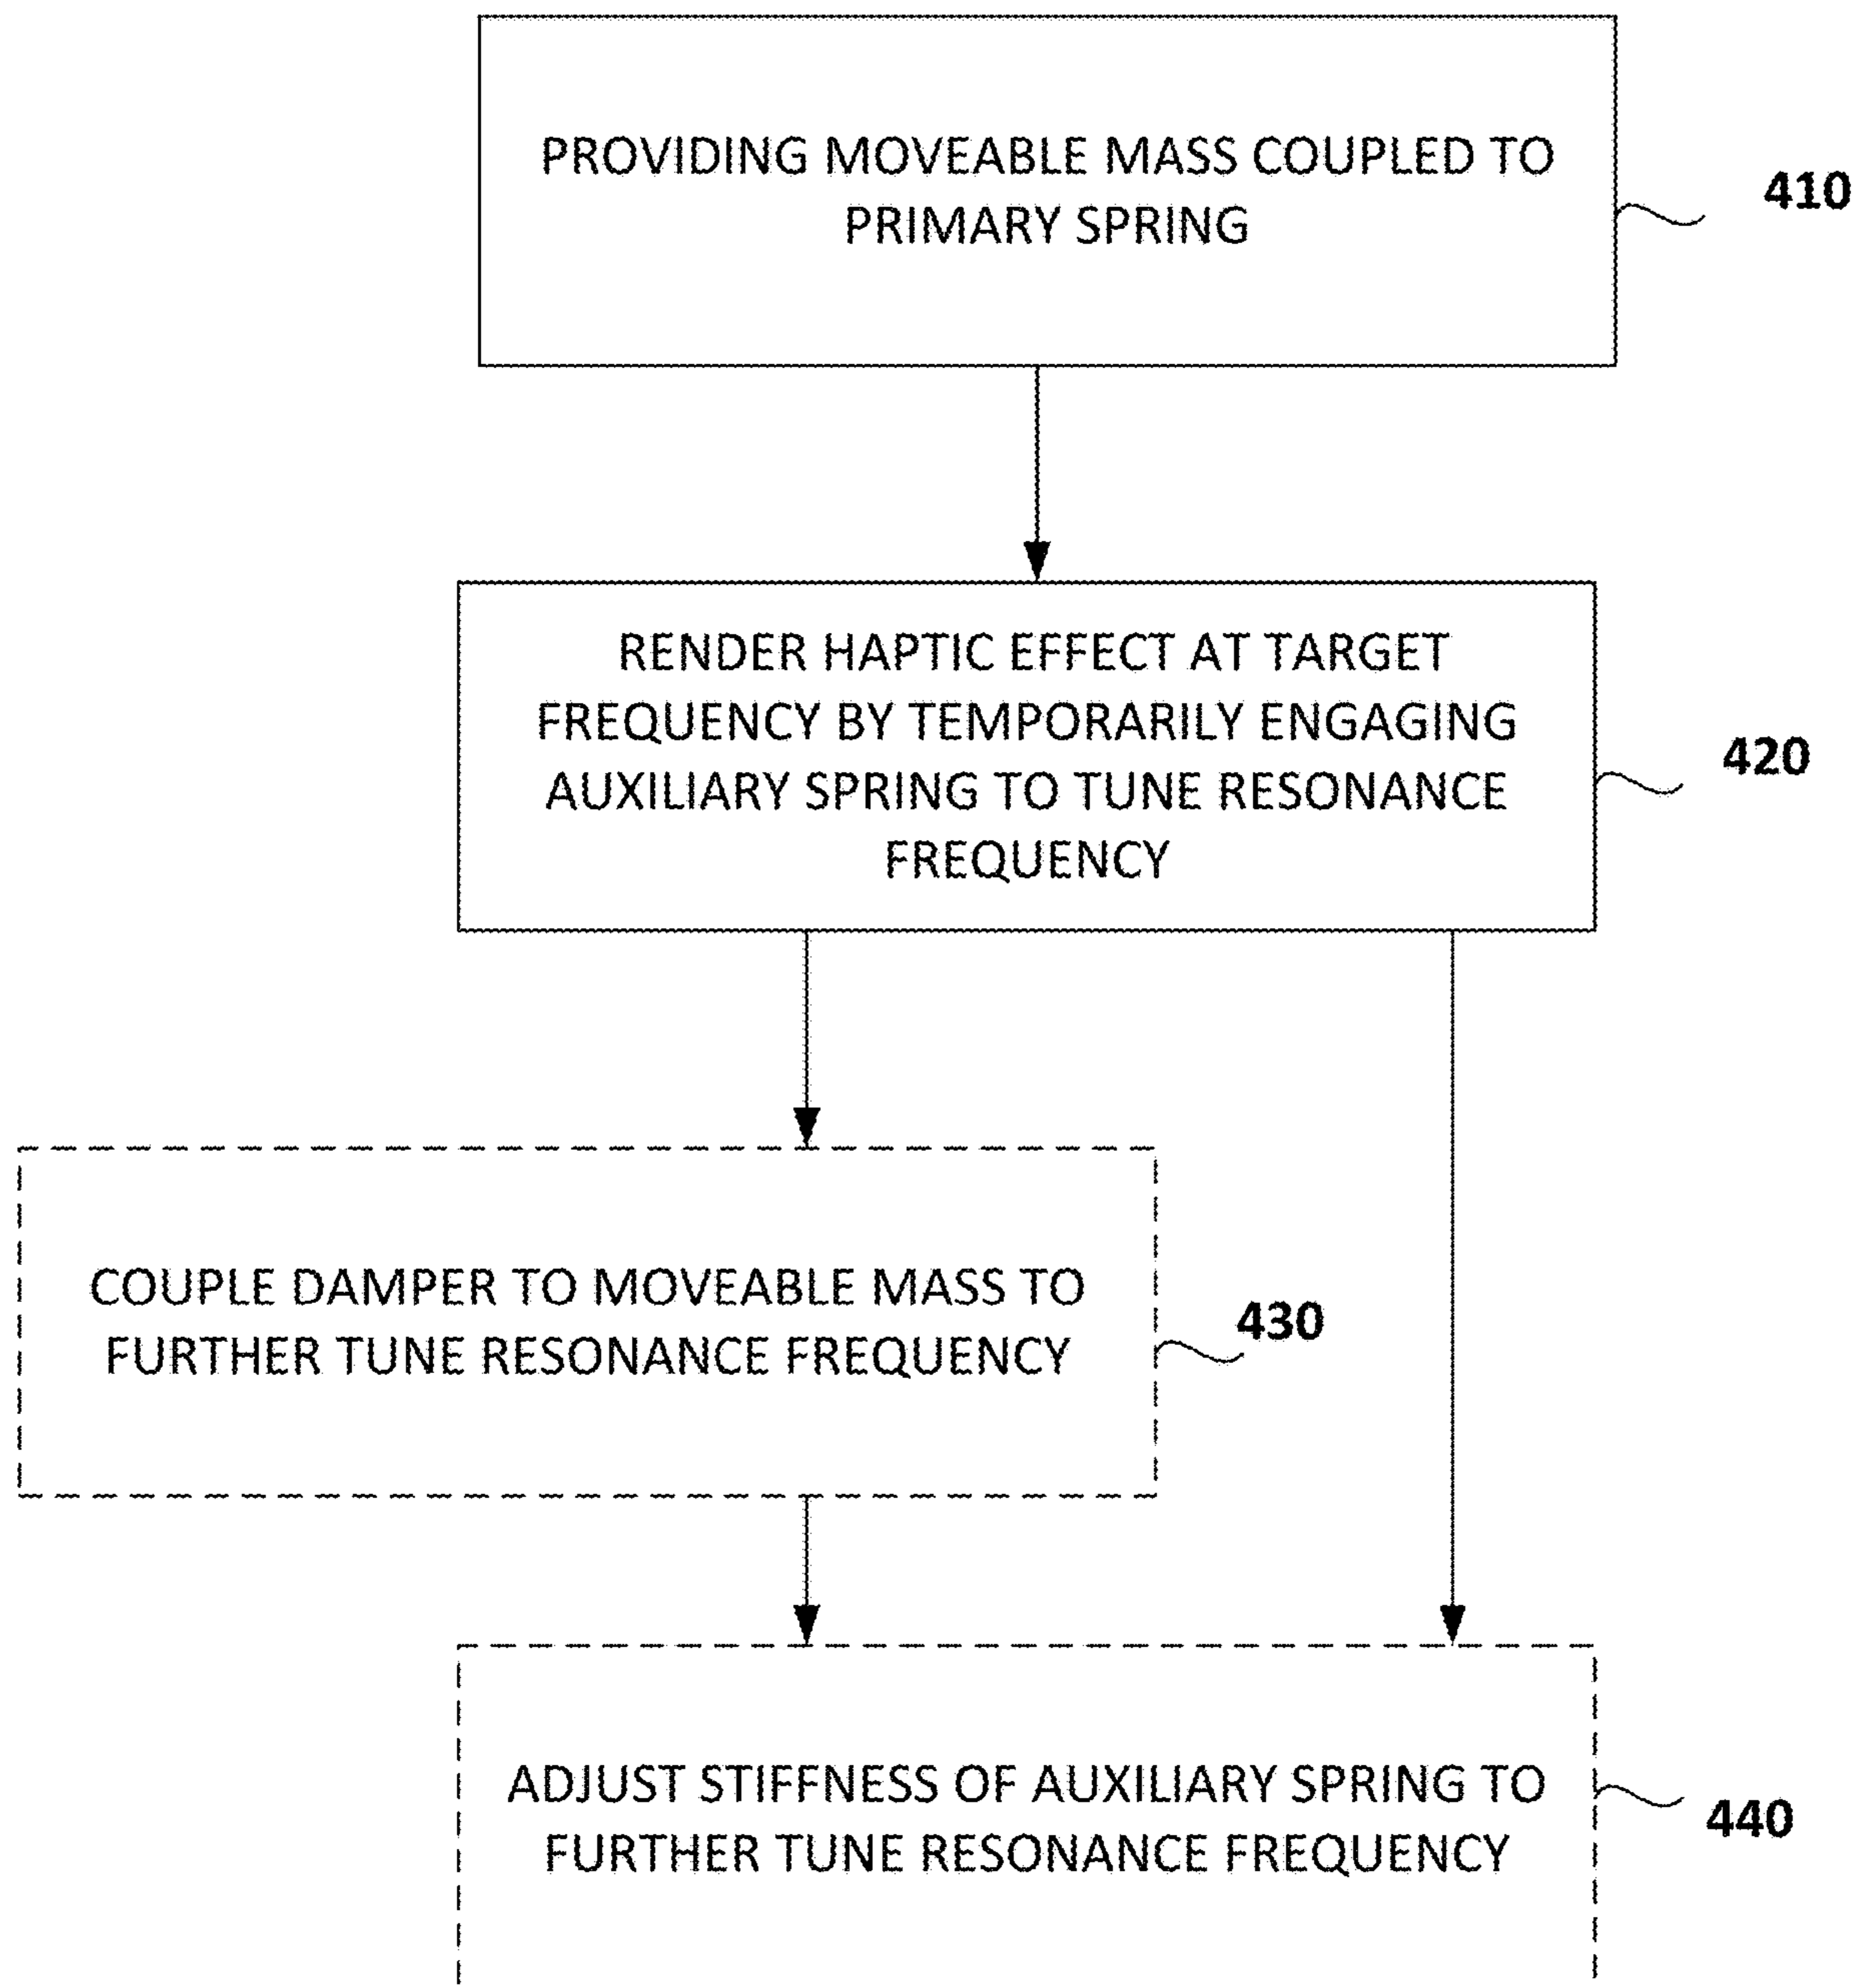 PROVIDING MOVEABLE MASS COUPLED TO
PRIMARY SPRING
410
RENDER HAPTIC EFFECT AT TARGET
FREQUENCY BY TEMPORARILY ENGAGING
AUXILIARY SPRING TO TUNE RESONANCE
FREQUENCY
420
COUPLE DAMPER TO MOVEABLE MASS TO
FURTHER TUNE RESONANCE FREQUENCY
430
ADJUST STIFFNESS OF AUXILIARY SPRING TO
FURTHER TUNE RESONANCE FREQUENCY
440